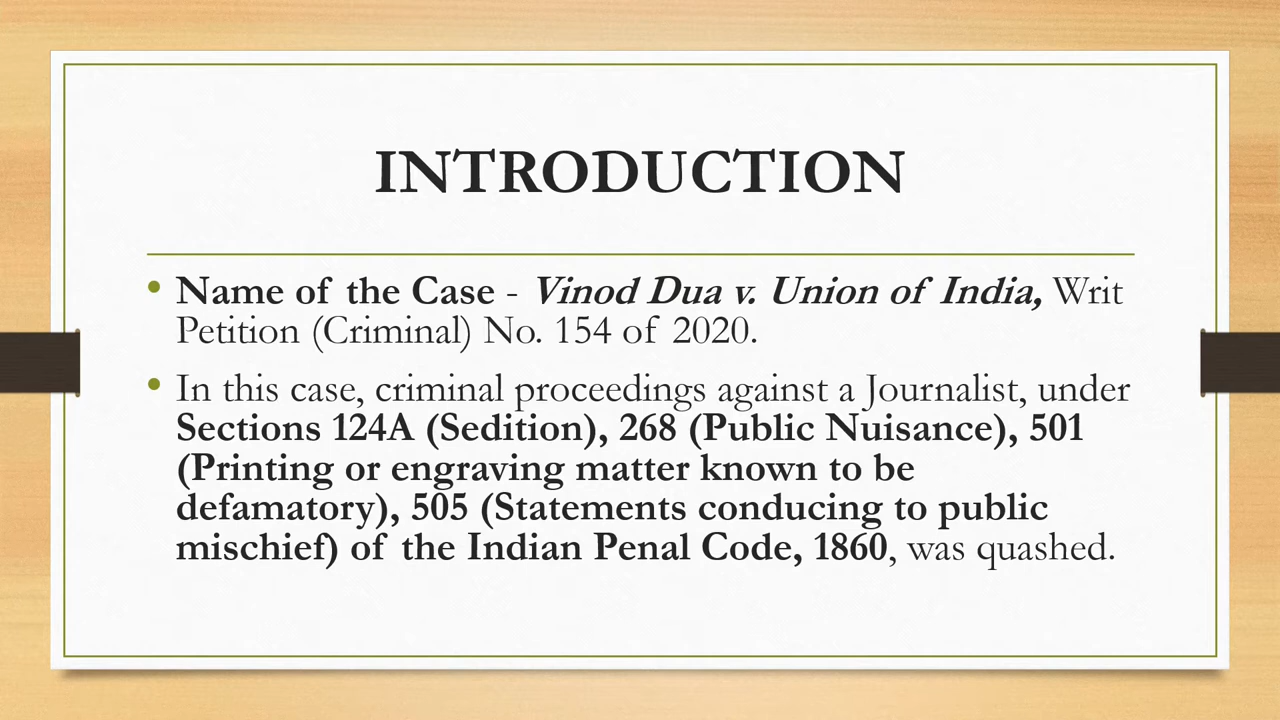 INTRODUCTION
• Name of the Case - Vinod Dua v. Union of India, Writ
Petition (Criminal) No. 154 of 2020.
• In this case, criminal proceedings against a Journalist, under
Sections 124A (Sedition), 268 (Public Nuisance), 501
(Printing or engraving matter known to be
defamatory), 505 (Statements conducing to public
mischief) of the Indian Penal Code, 1860, was quashed.